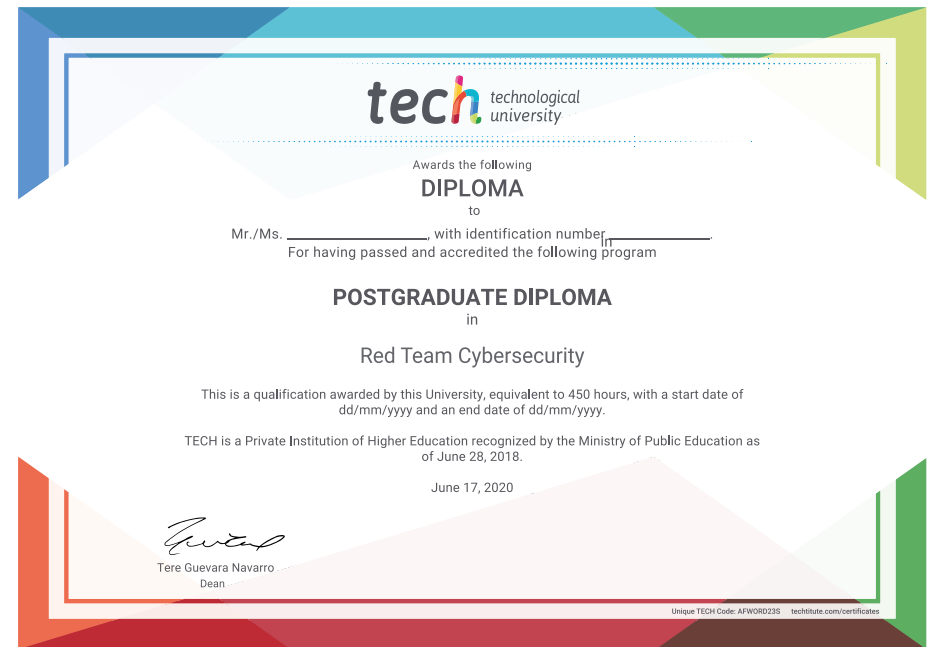 tech technological
university
Awards the following
DIPLOMA
to
Mr./Ms. ____________________, with identification number ______________.
In
For having passed and accredited the following program
POSTGRADUATE DIPLOMA
in
Red Team Cybersecurity
This is a qualification awarded by this University, equivalent to 450 hours, with a start date of
dd/mm/yyyy and an end date of dd/mm/yyyy.
TECH is a Private Institution of Higher Education recognized by the Ministry of Public Education as
of June 28, 2018.
June 17, 2020
Tere Guevara Navarro
Dean
Unique TECH Code: AFWORD23S techtitute.com/certificates